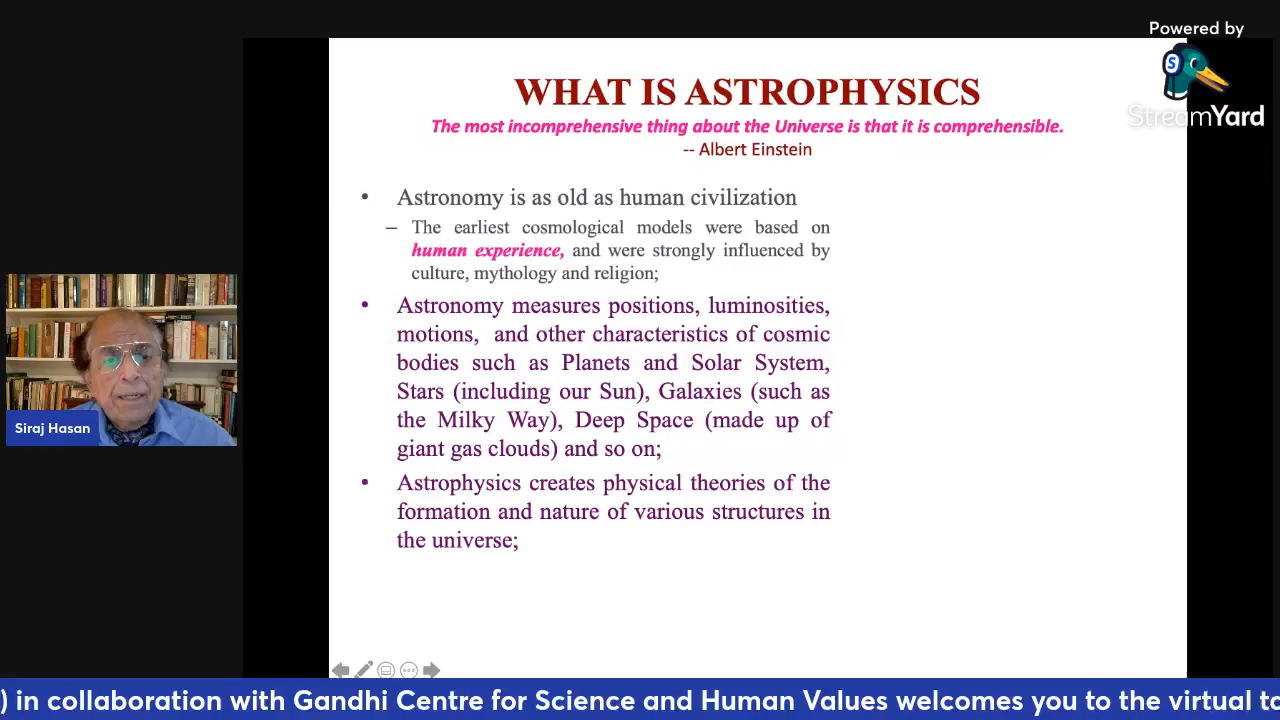 Powered by
StreamYard
WHAT IS ASTROPHYSICS
The most incomprehensive thing about the Universe is that it is comprehensible.
-- Albert Einstein
• Astronomy is as old as human civilization
– The earliest cosmological models were based on
human experience, and were strongly influenced by
culture, mythology and religion;
• Astronomy measures positions, luminosities,
motions, and other characteristics of cosmic
bodies such as Planets and Solar System,
Stars (including our Sun), Galaxies (such as
the Milky Way), Deep Space (made up of
giant gas clouds) and so on;
• Astrophysics creates physical theories of the
formation and nature of various structures in
the universe;
Siraj Hasan
) in collaboration with Gandhi Centre for Science and Human Values welcomes you to the virtual ta